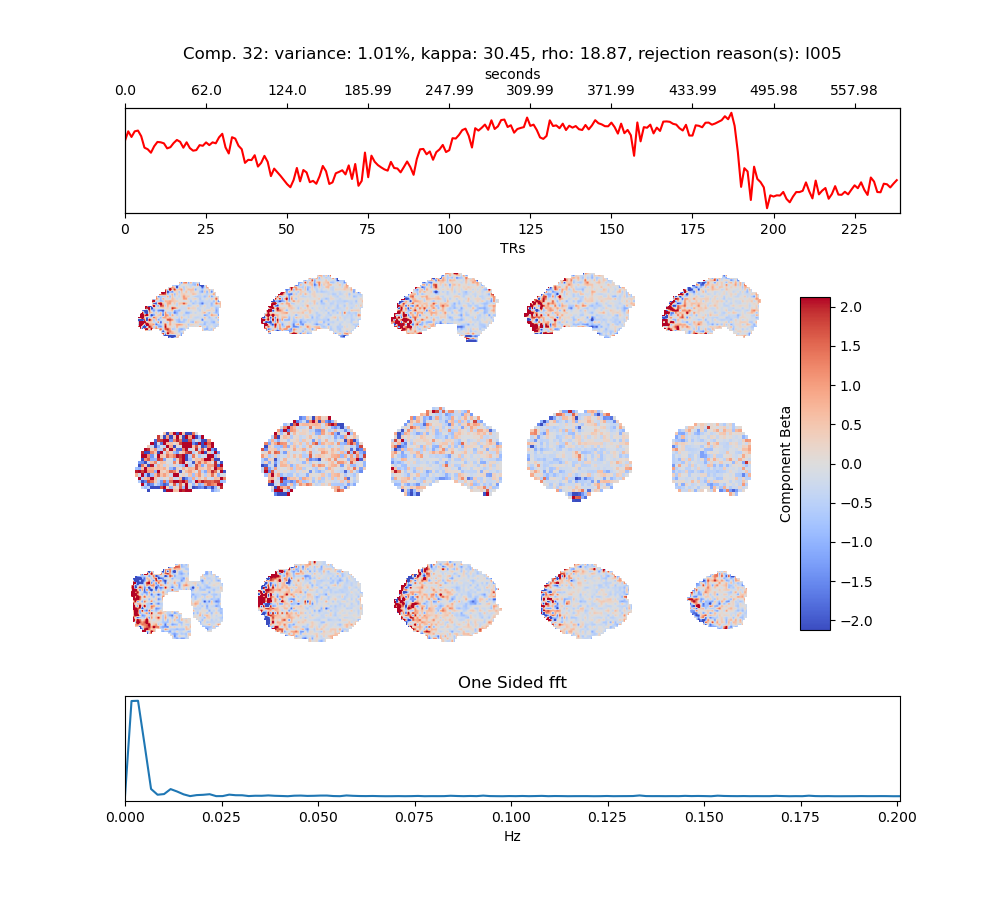 Comp. 32: variance: 1.01%, kappa: 30.45, rho: 18.87, rejection reason(s): I005
seconds
0.0 62.0 124.0 185.99 247.99 309.99 371.99 433.99 495.98 557.98
0 25 50 75 100 125 150 175 200 225
TRs
2.0
1.5
1.0
0.5
0.0
−0.5
−1.0
−1.5
−2.0
Component Beta
One Sided fft
0.000 0.025 0.050 0.075 0.100 0.125 0.150 0.175 0.200
Hz